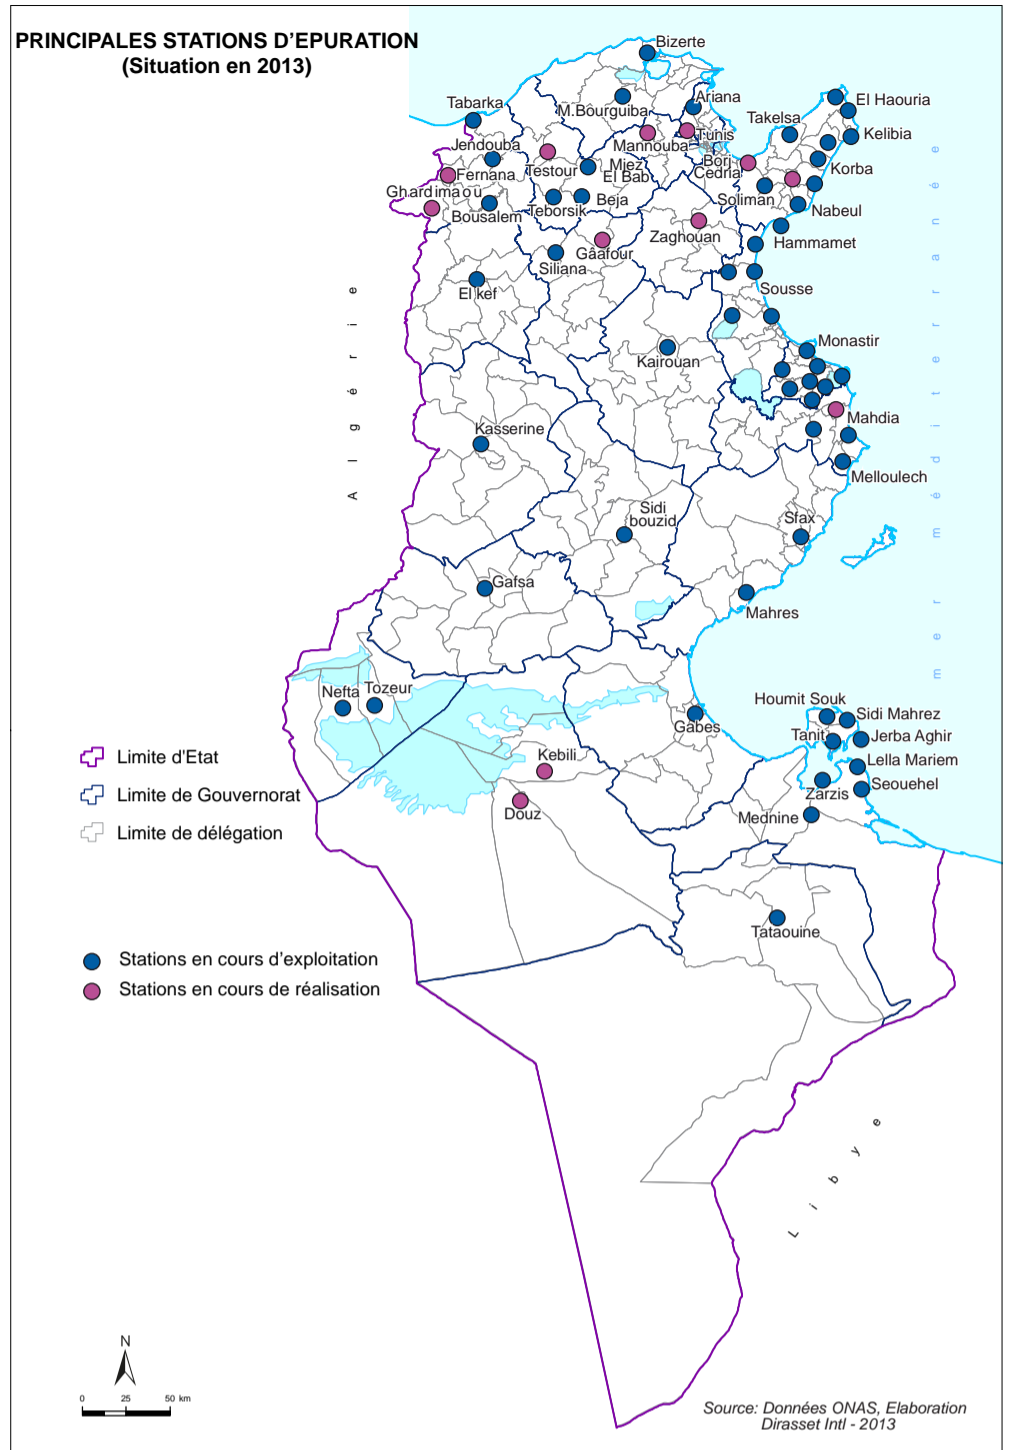 PRINCIPALES STATIONS D'EPURATION
(Situation en 2013)
Bizerte
Tabarka
M.Bourguiba
Ariana
Takelsa
El Haouria
Jendouba
Mannouba
Tunis
Kelibia
Fernana
Testour
Mjez
El Bab
Borj
Cedria
Korba
Ghardimaou
Bousalem
Teborsik
Beja
Soliman
Nabeul
Zaghouan
Gâafour
Hammamet
Siliana
El kef
Sousse
Kairouan
Monastir
Kasserine
Mahdia
Melloulech
Sidi
bouzid
Sfax
Gafsa
Mahres
Nefta
Tozeur
Gabes
Houmit Souk
Sidi Mahrez
Tanit
Jerba Aghir
Lella Mariem
Kebili
Zarzis
Seouehel
Douz
Mednine
Tataouine
Algérie
mer méditerranée
Libye
Limite d'Etat
Limite de Gouvernorat
Limite de délégation
Stations en cours d'exploitation
Stations en cours de réalisation
N
0 25 50 km
Source: Données ONAS, Elaboration
Dirasset Intl - 2013